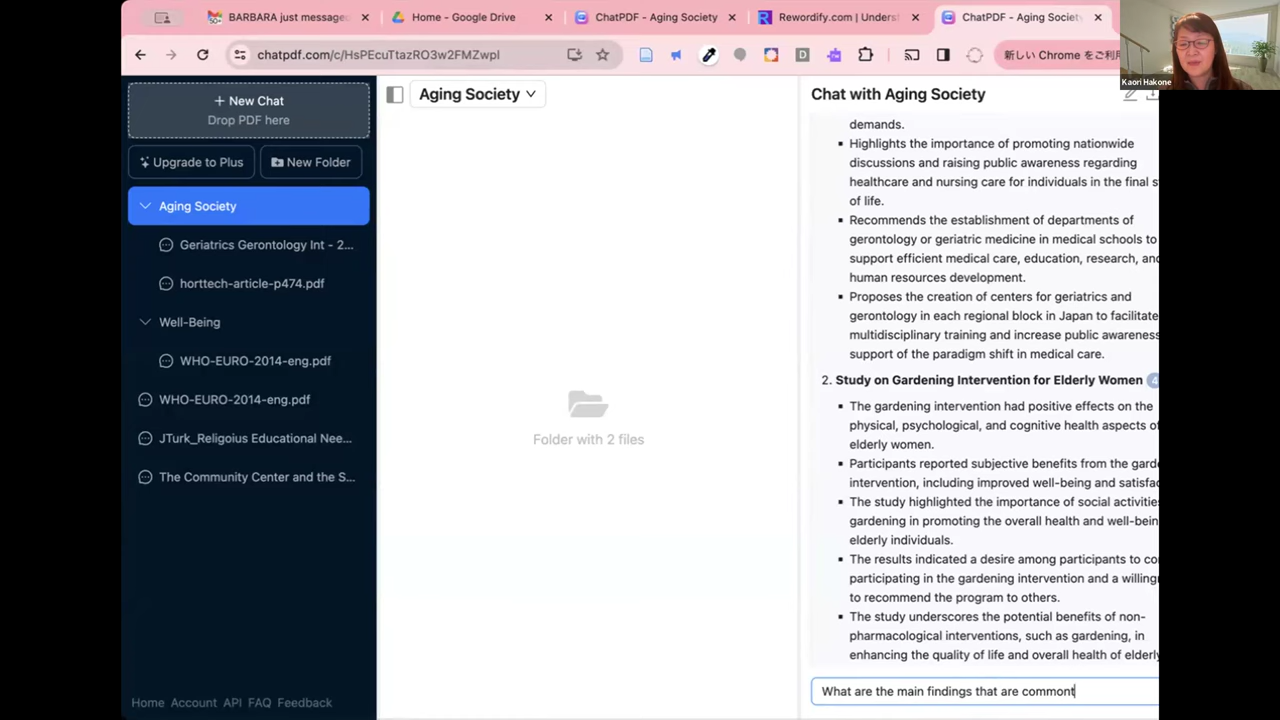 BARBARA just message
Home - Google Drive
ChatPDF - Aging Society
Rewordify.com | Underst
ChatPDF - Aging Society
chatpdf.com/c/HsPEcuTtazRO3w2FMZwpI
新しい Chrome をご利用
Kaori Hakone
+ New Chat
Drop PDF here
Upgrade to Plus
New Folder
Aging Society
Geriatrics Gerontology Int - 2...
horttech-article-p474.pdf
Well-Being
WHO-EURO-2014-eng.pdf
WHO-EURO-2014-eng.pdf
JTurk_Religoius Educational Nee...
The Community Center and the S...
Home Account API FAQ Feedback
Aging Society
Folder with 2 files
Chat with Aging Society
demands.
Highlights the importance of promoting nationwide
discussions and raising public awareness regarding
healthcare and nursing care for individuals in the final s
of life.
Recommends the establishment of departments of
gerontology or geriatric medicine in medical schools to
support efficient medical care, education, research, and
human resources development.
Proposes the creation of centers for geriatrics and
gerontology in each regional block in Japan to facilitate
multidisciplinary training and increase public awareness
support of the paradigm shift in medical care.
2. Study on Gardening Intervention for Elderly Women 4
The gardening intervention had positive effects on the
physical, psychological, and cognitive health aspects of
elderly women.
Participants reported subjective benefits from the garde
intervention, including improved well-being and satisfac
The study highlighted the importance of social activities
gardening in promoting the overall health and well-bein
elderly individuals.
The results indicated a desire among participants to co
participating in the gardening intervention and a willing
to recommend the program to others.
The study underscores the potential benefits of non-
pharmacological interventions, such as gardening, in
enhancing the quality of life and overall health of elderly
What are the main findings that are commont